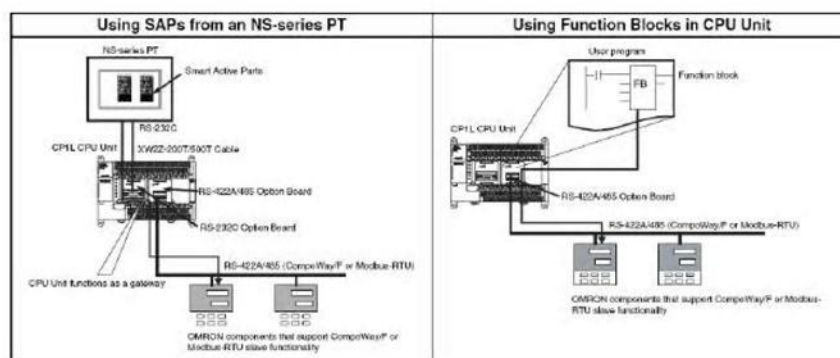 Using SAPs from an NS-series PT
NS-series PT
Smart Active Parts
RS-232C
CP1L CPU Unit
XW2Z-200T/500T Cable
RS-422A/485 Option Board
RS-232C Option Board
RS-422A/485 (CompoWay/F or Modbus-RTU)
CPU Unit functions as a gateway
OMRON components that support CompoWay/F or
Modbus-RTU slave functionality
Using Function Blocks in CPU Unit
User program
FB
Function block
CP1L CPU Unit
RS-422A/485 Option Board
RS-422A/485 (CompoWay/F or Modbus-RTU)
OMRON components that support CompoWay/F or Modbus-
RTU slave functionality